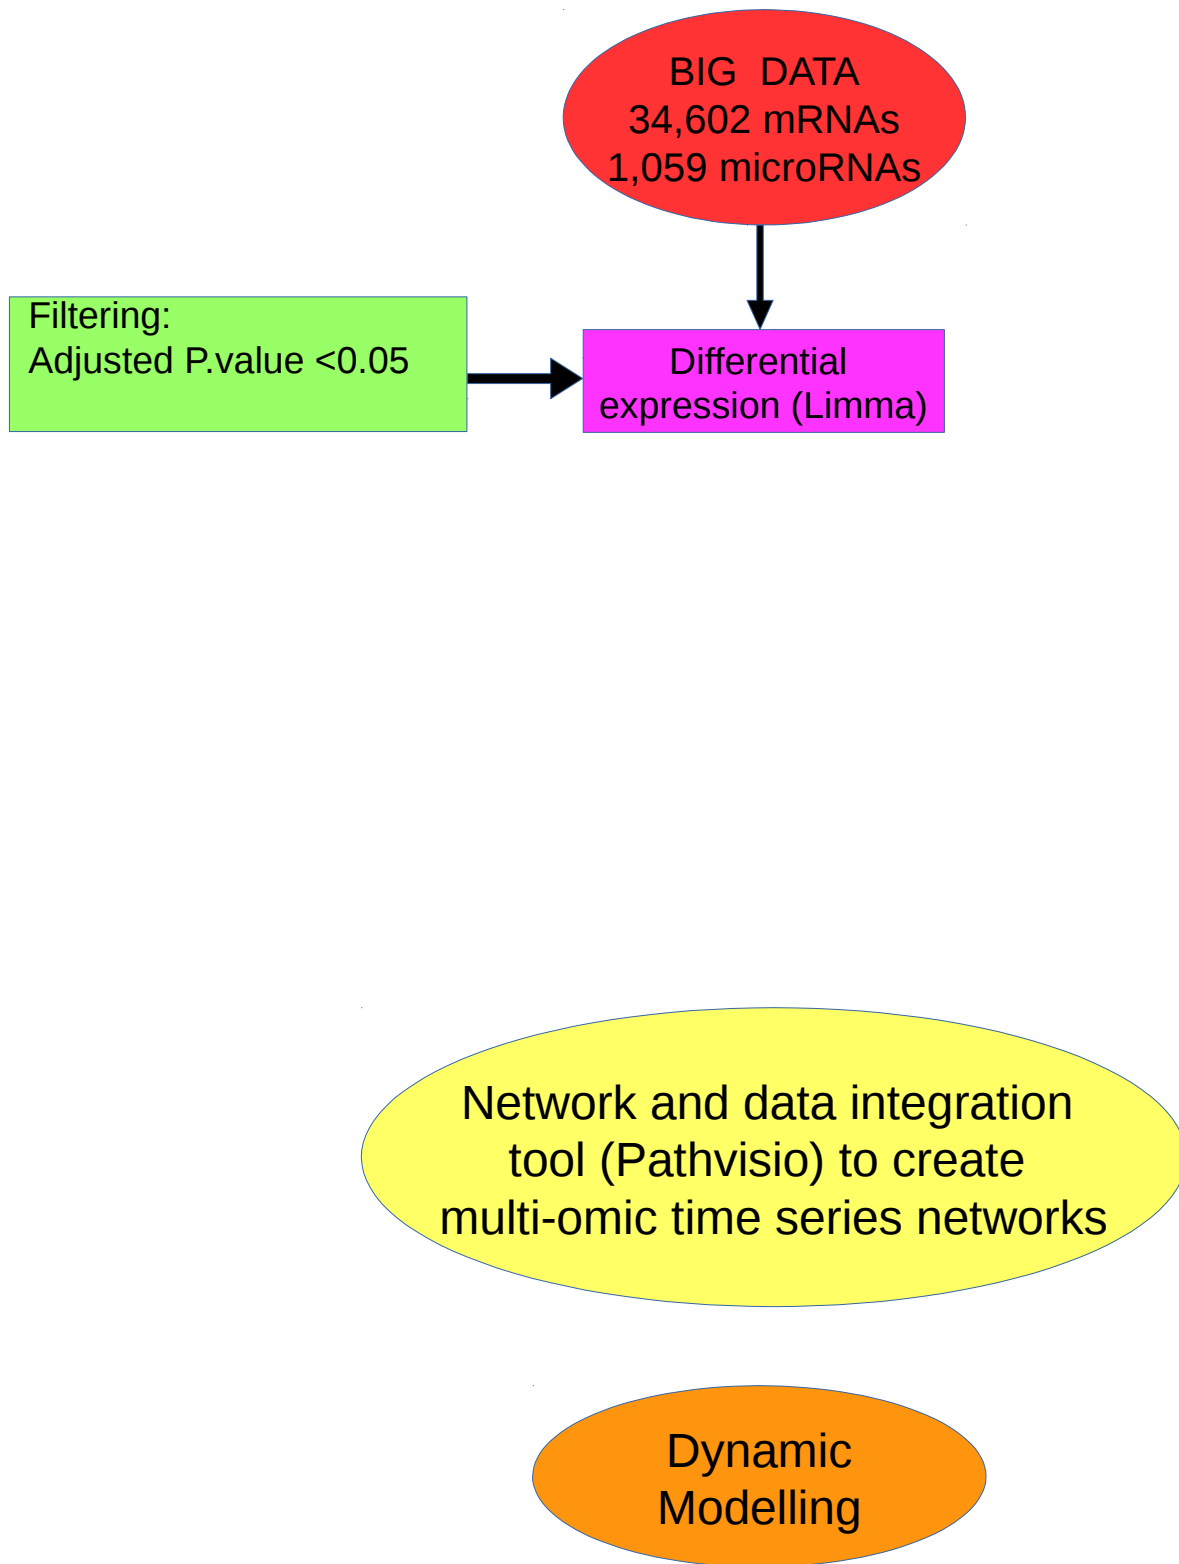 BIG  DATA
34,602 mRNAs
1,059 microRNAs
Filtering:
Adjusted P.value <0.05
Differential
expression (Limma)
Network and data integration
tool (Pathvisio) to create
multi-omic time series networks
Dynamic
Modelling